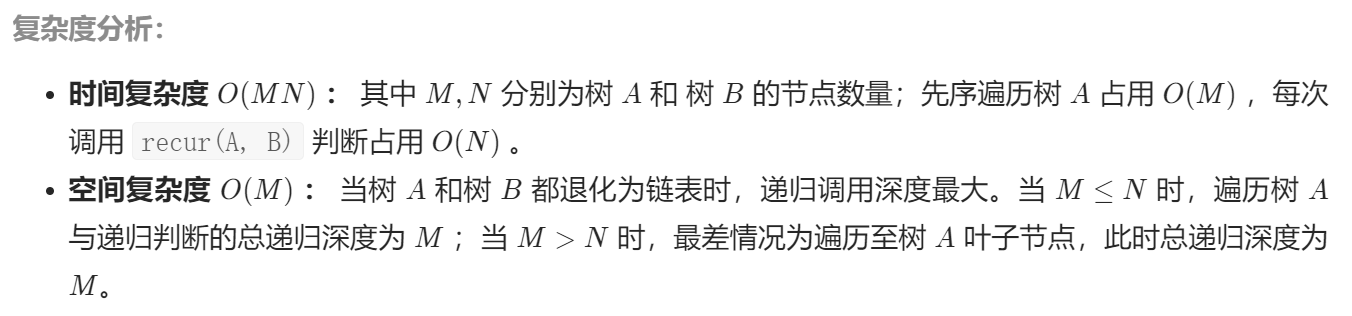 复杂度分析：
• 时间复杂度 O(MN)： 其中 M, N 分别为树 A 和 树 B 的节点数量；先序遍历树 A 占用 O(M) ，每次
调用 recur(A, B) 判断占用 O(N) 。
• 空间复杂度 O(M)： 当树 A 和树 B 都退化为链表时，递归调用深度最大。当 M ≤ N 时，遍历树 A
与递归判断的总递归深度为 M ；当 M > N 时，最差情况为遍历至树 A 叶子节点，此时总递归深度为
M。